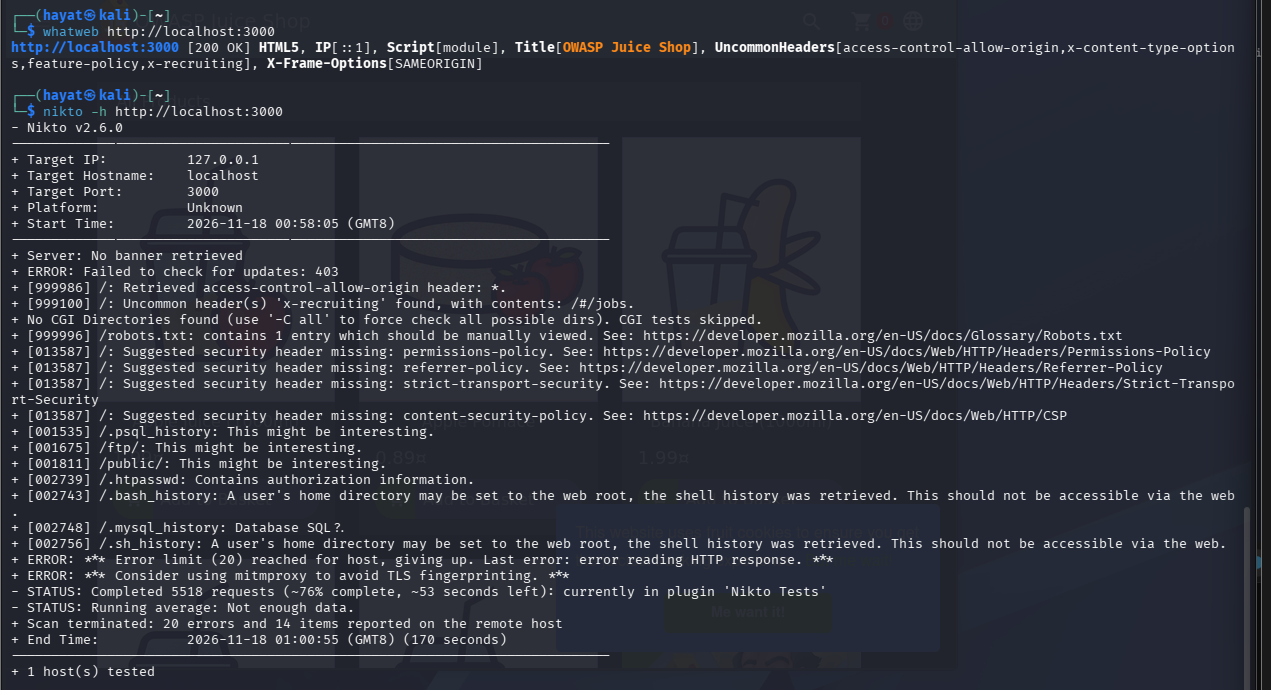 ┌──(hayat㉿kali)-[~]
└─$ whatweb http://localhost:3000
http://localhost:3000 [200 OK] HTML5, IP[::1], Script[module], Title[OWASP Juice Shop], UncommonHeaders[access-control-allow-origin,x-content-type-option
s,feature-policy,x-recruiting], X-Frame-Options[SAMEORIGIN]
┌──(hayat㉿kali)-[~]
└─$ nikto -h http://localhost:3000
- Nikto v2.6.0
+ Target IP: 127.0.0.1
+ Target Hostname: localhost
+ Target Port: 3000
+ Platform: Unknown
+ Start Time: 2026-11-18 00:58:05 (GMT8)
+ Server: No banner retrieved
+ ERROR: Failed to check for updates: 403
+ [999986] /: Retrieved access-control-allow-origin header: *.
+ [999100] /: Uncommon header(s) 'x-recruiting' found, with contents: /#/jobs.
+ No CGI Directories found (use '-C all' to force check all possible dirs). CGI tests skipped.
+ [999996] /robots.txt: contains 1 entry which should be manually viewed. See: https://developer.mozilla.org/en-US/docs/Glossary/Robots.txt
+ [013587] /: Suggested security header missing: permissions-policy. See: https://developer.mozilla.org/en-US/docs/Web/HTTP/Headers/Permissions-Policy
+ [013587] /: Suggested security header missing: referrer-policy. See: https://developer.mozilla.org/en-US/docs/Web/HTTP/Headers/Referrer-Policy
+ [013587] /: Suggested security header missing: strict-transport-security. See: https://developer.mozilla.org/en-US/docs/Web/HTTP/Headers/Strict-Transpo
rt-Security
+ [013587] /: Suggested security header missing: content-security-policy. See: https://developer.mozilla.org/en-US/docs/Web/HTTP/CSP
+ [001535] /.psql_history: This might be interesting.
+ [001675] /ftp/: This might be interesting.
+ [001811] /public/: This might be interesting.
+ [002739] /.htpasswd: Contains authorization information.
+ [002743] /.bash_history: A user's home directory may be set to the web root, the shell history was retrieved. This should not be accessible via the web
.
+ [002748] /.mysql_history: Database SQL?.
+ [002756] /.sh_history: A user's home directory may be set to the web root, the shell history was retrieved. This should not be accessible via the web.
+ ERROR: *** Error limit (20) reached for host, giving up. Last error: error reading HTTP response. ***
+ ERROR: *** Consider using mitmproxy to avoid TLS fingerprinting. ***
- STATUS: Completed 5518 requests (~76% complete, ~53 seconds left): currently in plugin 'Nikto Tests'
- STATUS: Running average: Not enough data.
+ Scan terminated: 20 errors and 14 items reported on the remote host
+ End Time: 2026-11-18 01:00:55 (GMT8) (170 seconds)
+ 1 host(s) tested
OWASP Juice Shop
0
0.89¤
1.99¤
Me want it!